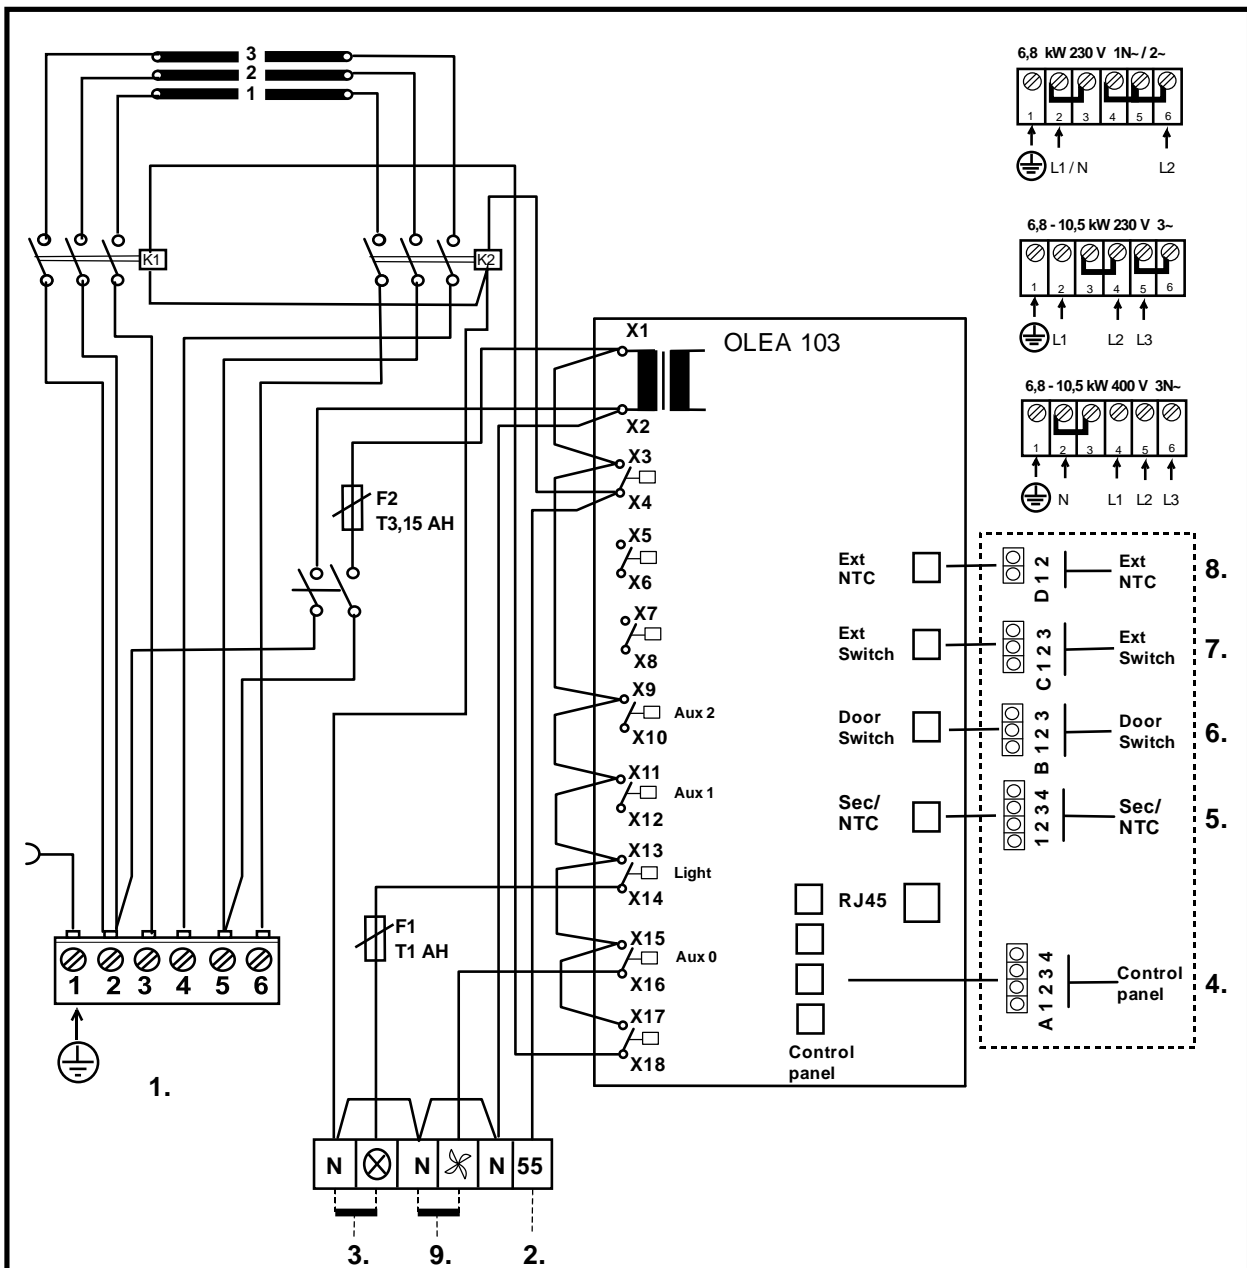 3
2
1
K1
K2
6,8 kW 230 V 1N~ / 2~
1 2 3 4 5 6
L1 / N L2
6,8 - 10,5 kW 230 V 3~
1 2 3 4 5 6
L1 L2 L3
6,8 - 10,5 kW 400 V 3N~
1 2 3 4 5 6
N L1 L2 L3
OLEA 103
X1
X2
X3
X4
X5
X6
X7
X8
X9
Aux 2
X10
X11
Aux 1
X12
X13
Light
X14
X15
Aux 0
X16
X17
X18
F2
T3,15 AH
F1
T1 AH
Ext
NTC
D 1 2
Ext
NTC
8.
Ext
Switch
C 1 2 3
Ext
Switch
7.
Door
Switch
B 1 2 3
Door
Switch
6.
Sec/
NTC
1 2 3 4
Sec/
NTC
5.
RJ45
Control
panel
A 1 2 3 4
Control
panel
4.
1 2 3 4 5 6
1.
N N N 55
3. 9. 2.